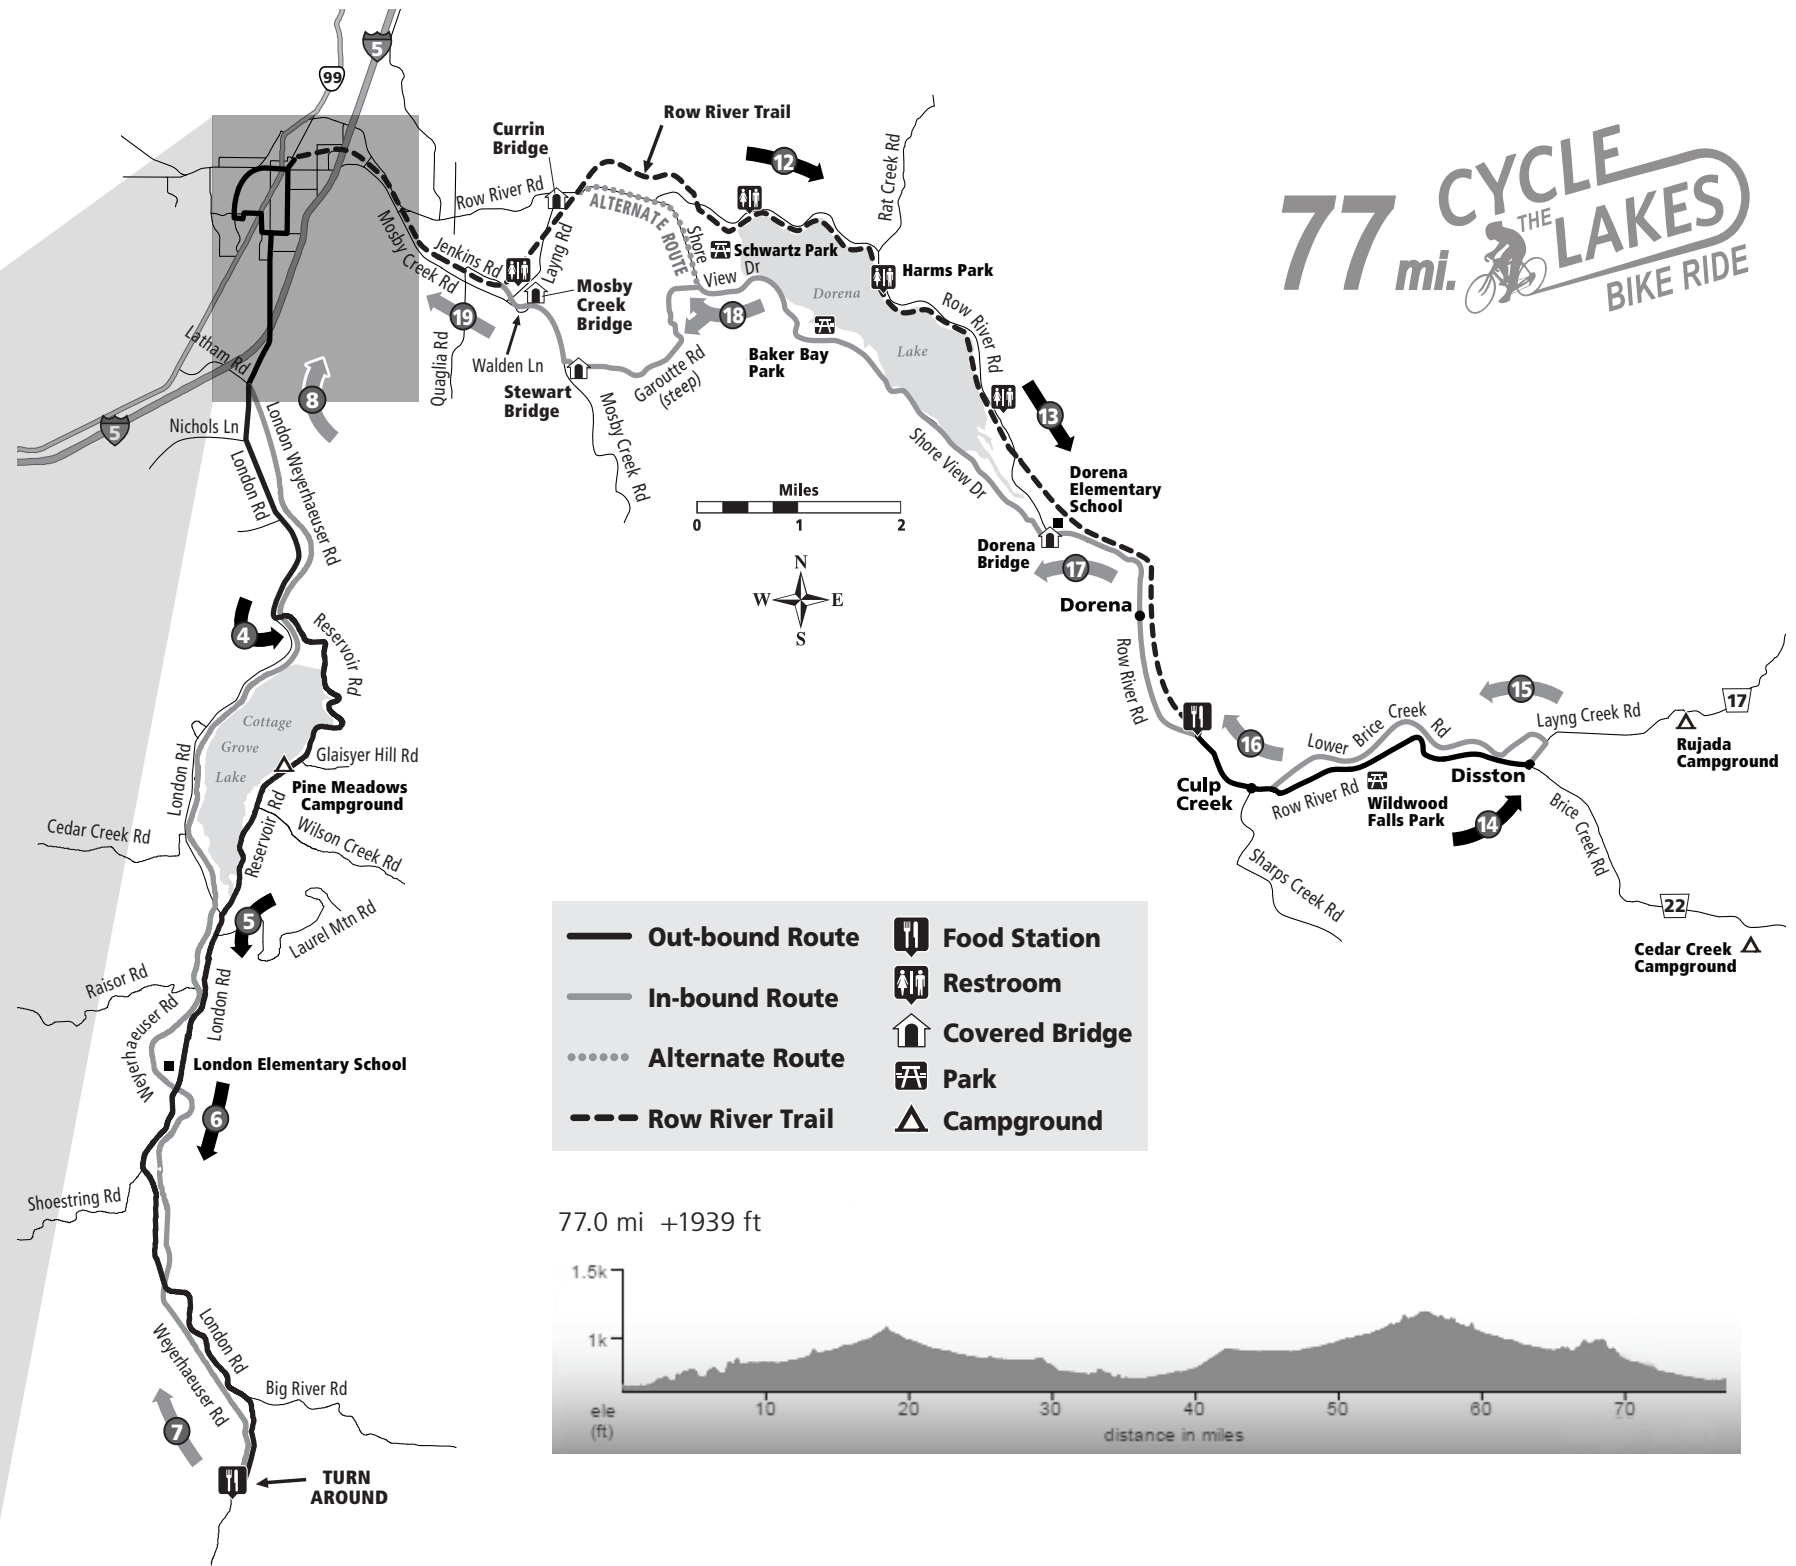 5
99
Row River Trail
Currin
Bridge
12
Rat Creek Rd
77 mi.
CYCLE
THE
LAKES
BIKE RIDE
Row River Rd
ALTERNATE ROUTE
Mosby Creek Rd
Jenkins Rd
Layng Rd
Shore
View Dr
Schwartz Park
Harms Park
Mosby
Creek
Bridge
Dorena
Lake
Row River Rd
19
18
Quaglia Rd
Walden Ln
Stewart
Bridge
Garoutte Rd
(steep)
Baker Bay
Park
Latham Rd
8
5
Nichols Ln
London Rd
London Weyerhaeuser Rd
Mosby Creek Rd
Shore View Dr
13
Dorena
Elementary
School
Miles
0 1 2
N
W E
S
Dorena
Bridge
17
Dorena
Row River Rd
4
Reservoir Rd
Cottage
Grove
Lake
London Rd
Glaisyer Hill Rd
Pine Meadows
Campground
Cedar Creek Rd
Reservoir Rd
Wilson Creek Rd
5
Laurel Mtn Rd
16
15
Lower Brice Creek Rd
Layng Creek Rd
17
Rujada
Campground
Culp
Creek
Row River Rd
Wildwood
Falls Park
Disston
14
Brice Creek Rd
Sharps Creek Rd
22
Cedar Creek
Campground
Raisor Rd
London Rd
Weyerhaeuser Rd
London Elementary School
6
Shoestring Rd
London Rd
Weyerhaeuser Rd
Big River Rd
7
TURN
AROUND
Out-bound Route
In-bound Route
Alternate Route
Row River Trail
Food Station
Restroom
Covered Bridge
Park
Campground
77.0 mi +1939 ft
1.5k
1k
ele
(ft)
10 20 30 40 50 60 70
distance in miles